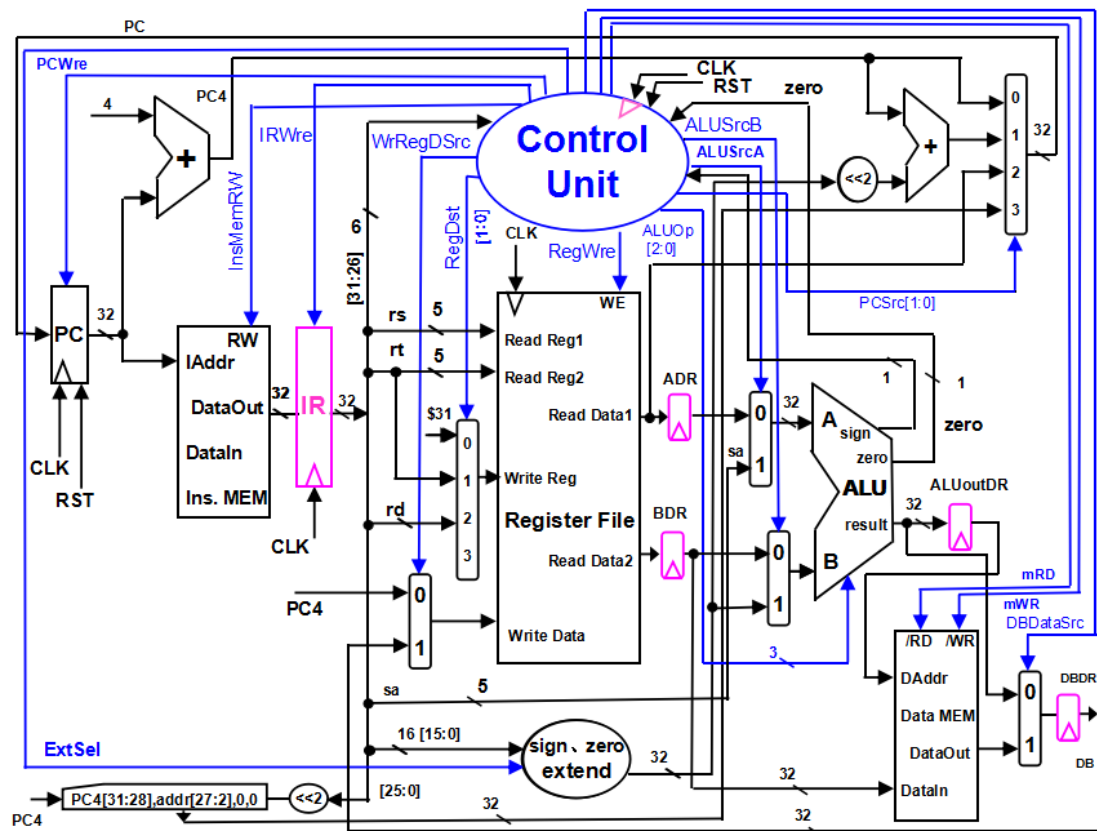 PC
PCWre
4
PC4
IRWre
InsMemRW
WrRegDSrc
6
[31:26]
RegDst
[1:0]
Control
Unit
CLK
RST
zero
ALUSrcB
ALUSrcA
ALUOp
[2:0]
RegWre
PCSrc[1:0]
+
+
<<2
0
1
2
3
32
PC
32
CLK
RST
RW
IAddr
DataOut
DataIn
Ins. MEM
32
IR
32
CLK
CLK
WE
rs
5
Read Reg1
rt
5
Read Reg2
Read Data1
$31
0
1
2
3
Write Reg
rd
Register File
Read Data2
PC4
0
1
Write Data
ADR
BDR
sa
0
1
32
0
1
A
sign
zero
ALU
result
B
1
1
zero
32
ALUoutDR
3
mRD
mWR
DBDataSrc
/RD
/WR
DAddr
Data MEM
DataOut
DataIn
0
1
DBDR
DB
sa
5
16 [15:0]
sign、zero
extend
32
ExtSel
[25:0]
PC4[31:28],addr[27:2],0,0
<<2
PC4
32
32
32